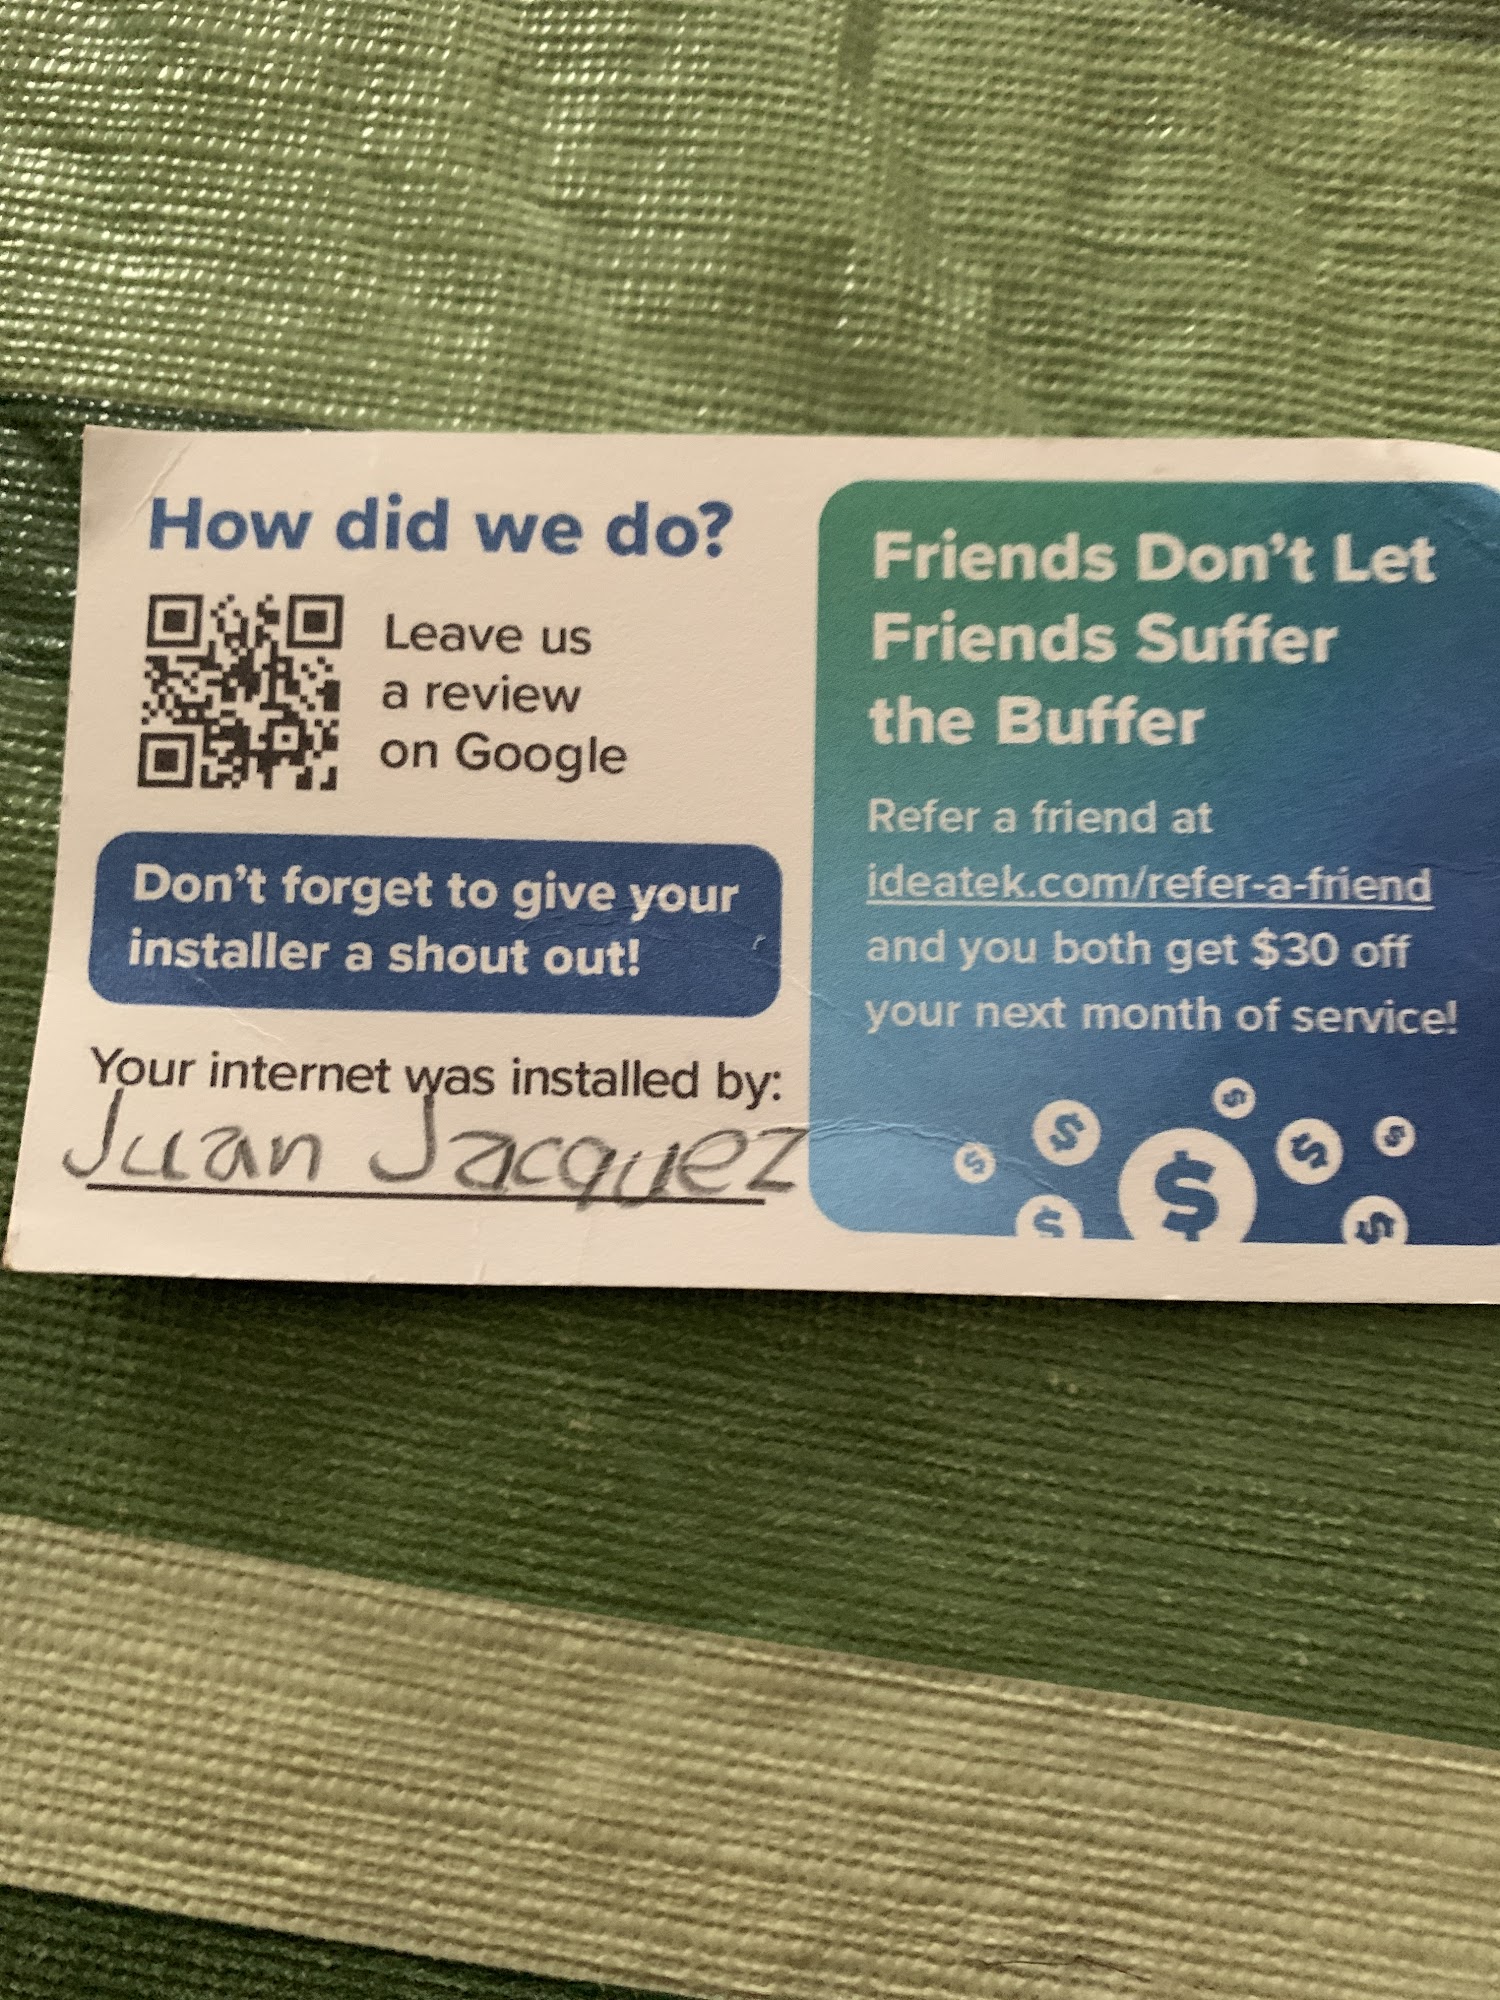 How did we do?
Leave us
a review
on Google
Don't forget to give your
installer a shout out!
Your internet was installed by:
Juan Jacquez
Friends Don't Let
Friends Suffer
the Buffer
Refer a friend at
ideatek.com/refer-a-friend
and you both get $30 off
your next month of service!
$
$
$
$
$
$
$
$